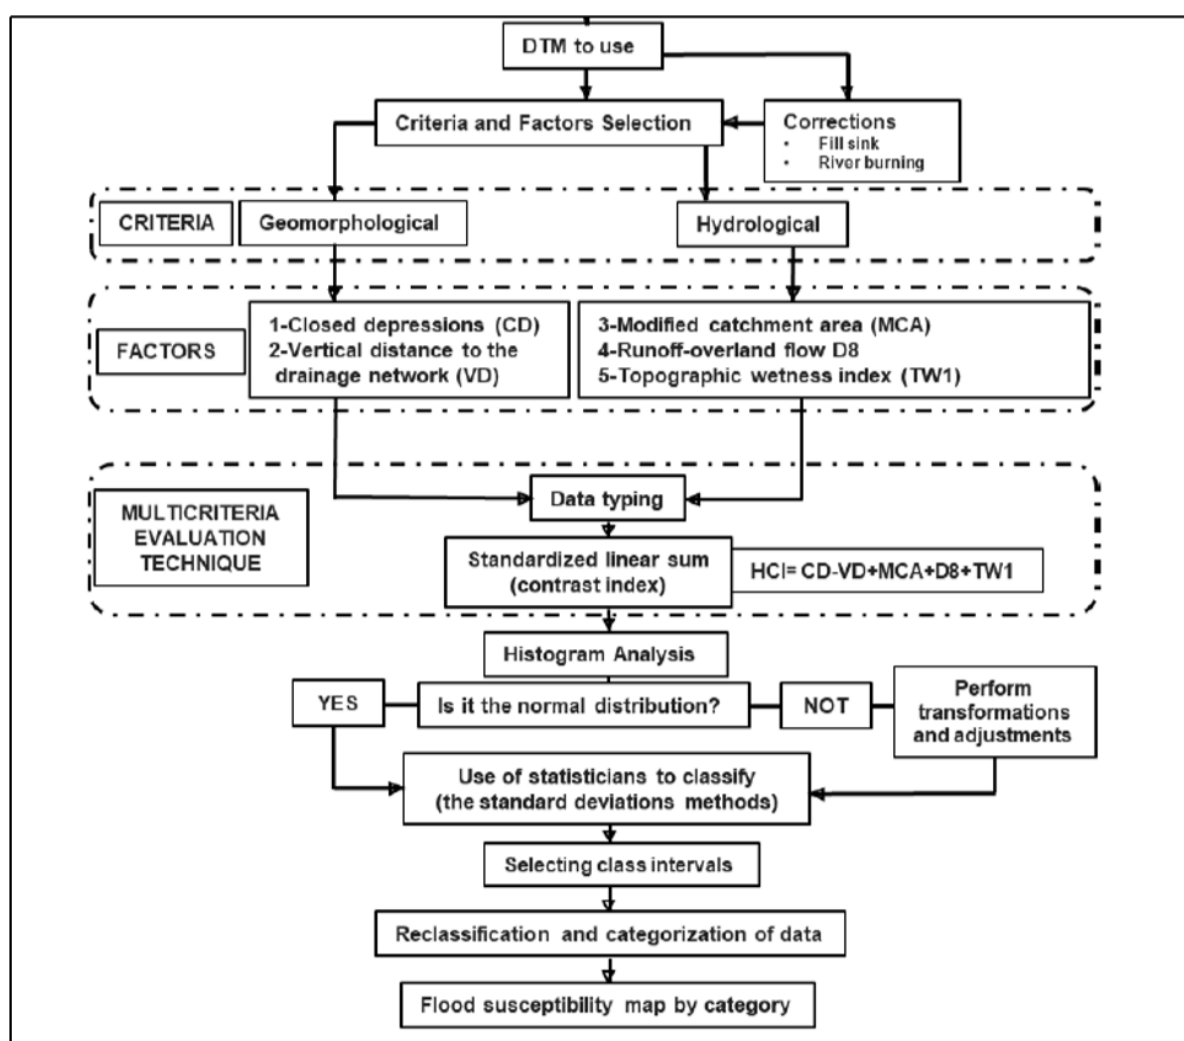 DTM to use
Criteria and Factors Selection
Corrections
• Fill sink
• River burning
CRITERIA
Geomorphological
Hydrological
FACTORS
1-Closed depressions (CD)
2-Vertical distance to the
drainage network (VD)
3-Modified catchment area (MCA)
4-Runoff-overland flow D8
5-Topographic wetness index (TW1)
MULTICRITERIA
EVALUATION
TECHNIQUE
Data typing
Standardized linear sum
(contrast index)
HCI= CD-VD+MCA+D8+TW1
Histogram Analysis
YES
Is it the normal distribution?
NOT
Perform
transformations
and adjustments
Use of statisticians to classify
(the standard deviations methods)
Selecting class intervals
Reclassification and categorization of data
Flood susceptibility map by category